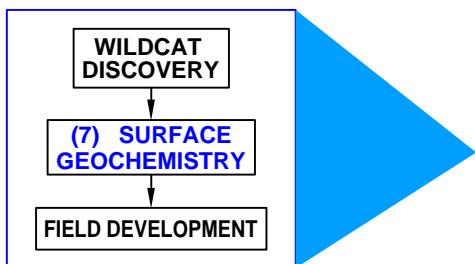 WILDCAT
DISCOVERY
(7) SURFACE
GEOCHEMISTRY
FIELD DEVELOPMENT